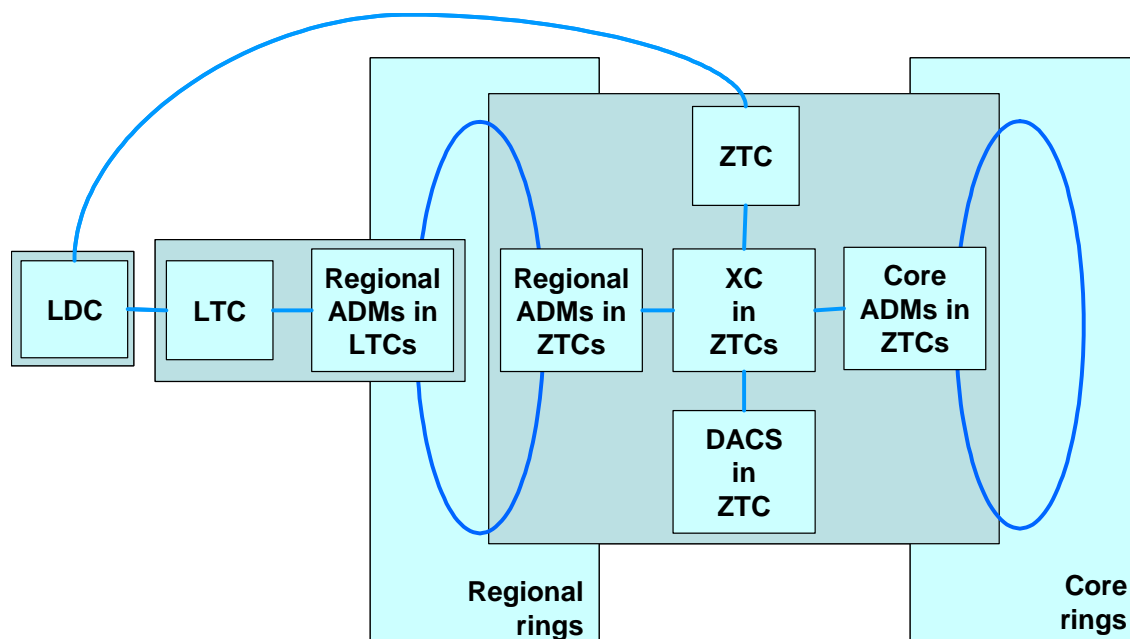 ZTC
LDC
LTC
Regional
ADMs in
LTCs
Regional
ADMs in
ZTCs
XC
in
ZTCs
Core
ADMs in
ZTCs
DACS
in
ZTC
Regional
rings
Core
rings